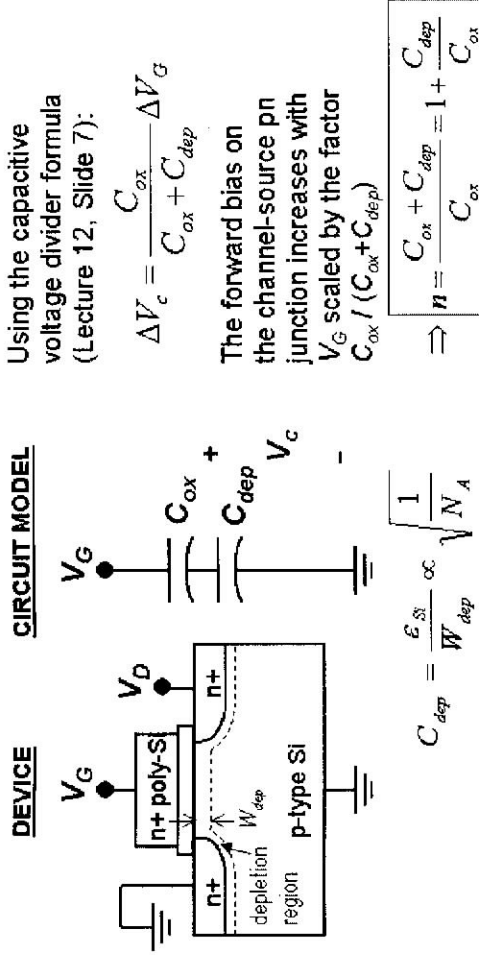 DEVICE
V_G
V_D
n+ poly-Si
n+
n+
W_dep
depletion
region
p-type Si
CIRCUIT MODEL
V_G
C_ox
+
C_dep
V_c
–
C_dep = ε_Si / W_dep ∝ √(1 / N_A)
Using the capacitive
voltage divider formula
(Lecture 12, Slide 7):
ΔV_c = C_ox / (C_ox + C_dep) ΔV_G
The forward bias on
the channel-source pn
junction increases with
V_G scaled by the factor
C_ox / (C_ox+C_dep)
⇒ n = (C_ox + C_dep) / C_ox = 1 + C_dep / C_ox